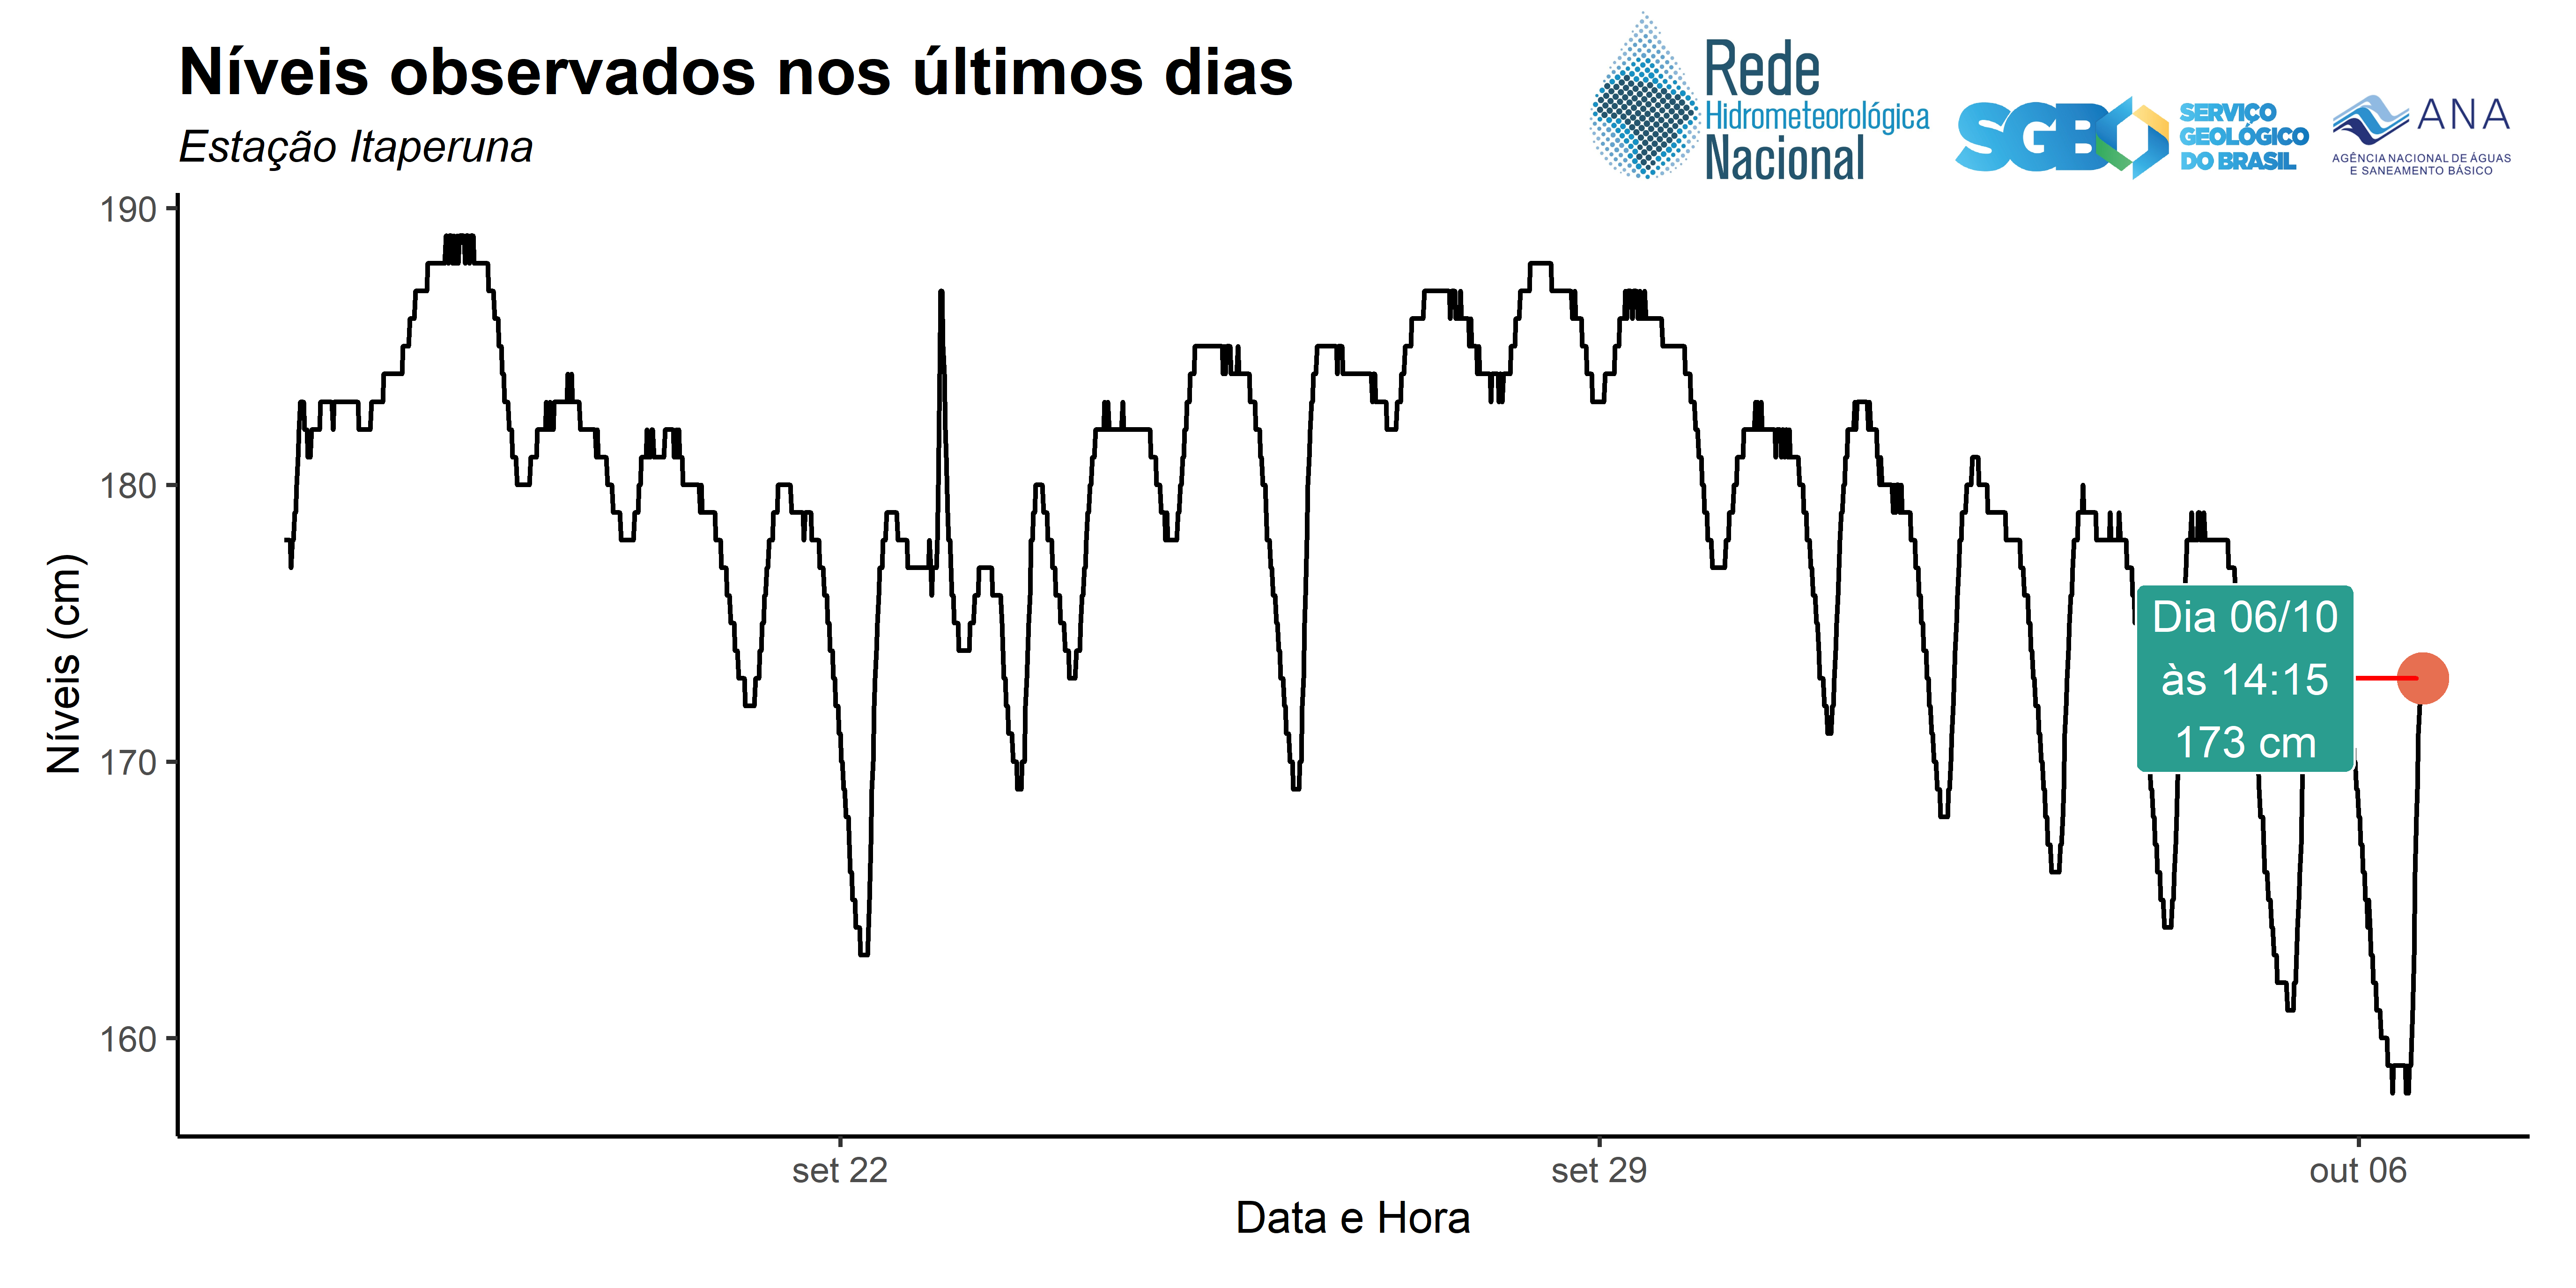 Níveis observados nos últimos dias
Estação Itaperuna
Rede
Hidrometeorológica
Nacional
SGB
SERVIÇO
GEOLÓGICO
DO BRASIL
ANA
AGÊNCIA NACIONAL DE ÁGUAS
E SANEAMENTO BÁSICO
190
180
170
160
Níveis (cm)
Dia 06/10
às 14:15
173 cm
set 22
set 29
out 06
Data e Hora